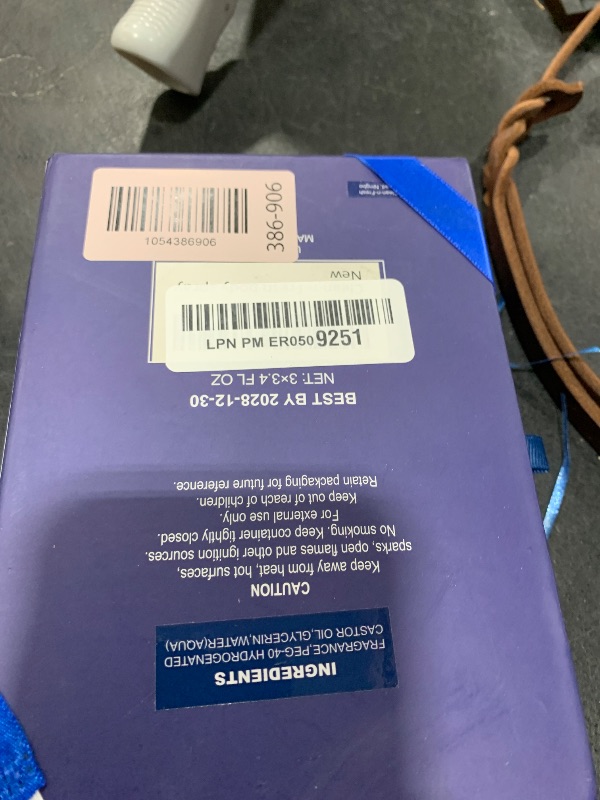 1054386906
386-906
LPN PM ER0509251
New
INGREDIENTS
FRAGRANCE,PEG-40 HYDROGENATED
CASTOR OIL,GLYCERIN,WATER(AQUA)
CAUTION
Keep away from heat, hot surfaces,
sparks, open flames and other ignition sources.
No smoking. Keep container tightly closed.
For external use only.
Keep out of reach of children.
Retain packaging for future reference.
BEST BY 2028-12-30
NET: 3×3.4 FL OZ